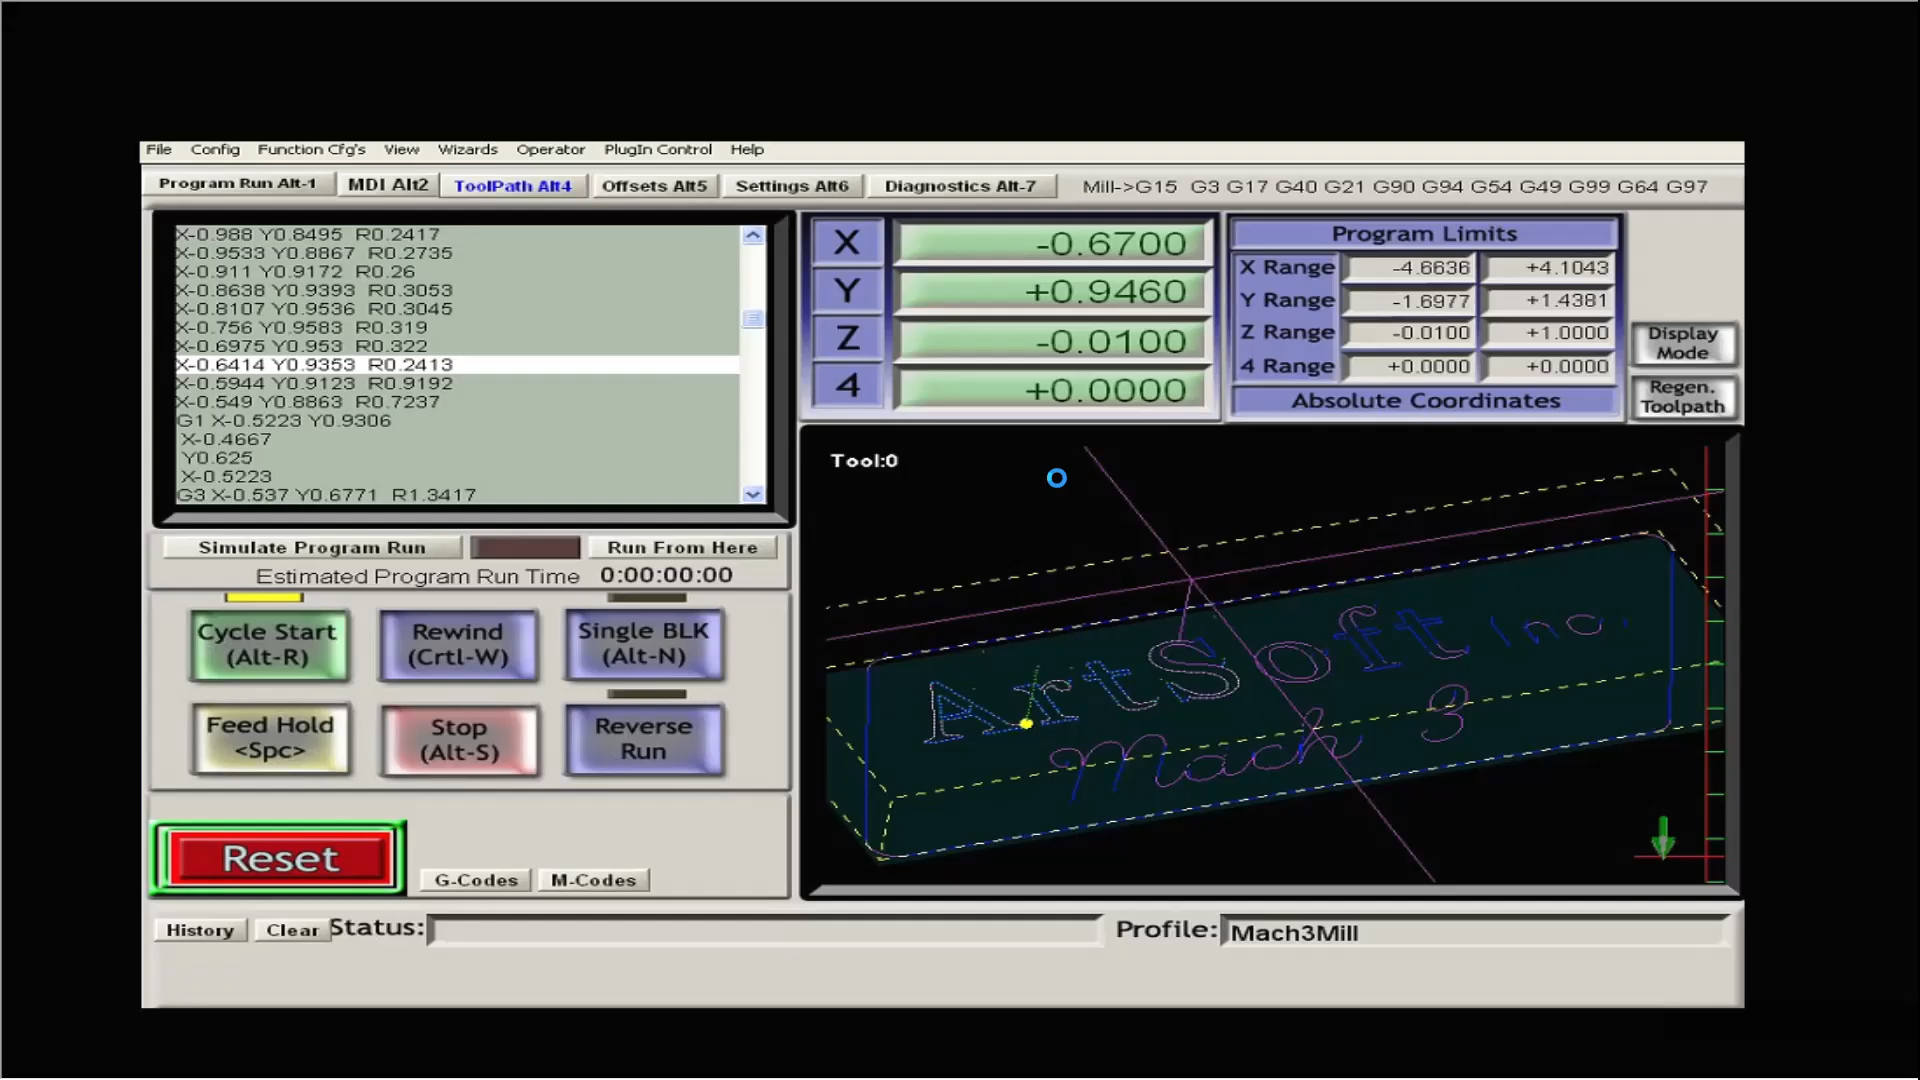 File Config Function Cfg's View Wizards Operator PlugIn Control Help
Program Run Alt-1 MDI Alt2 ToolPath Alt4 Offsets Alt5 Settings Alt6 Diagnostics Alt-7 Mill->G15 G3 G17 G40 G21 G90 G94 G54 G49 G99 G64 G97
X-0.988 Y0.8495 R0.2417
X-0.9533 Y0.8867 R0.2735
X-0.911 Y0.9172 R0.26
X-0.8638 Y0.9393 R0.3053
X-0.8107 Y0.9536 R0.3045
X-0.756 Y0.9583 R0.319
X-0.6975 Y0.953 R0.322
X-0.6414 Y0.9353 R0.2413
X-0.5944 Y0.9123 R0.9192
X-0.549 Y0.8863 R0.7237
G1 X-0.5223 Y0.9306
X-0.4667
Y0.625
X-0.5223
G3 X-0.537 Y0.6771 R1.3417
X -0.6700
Y +0.9460
Z -0.0100
4 +0.0000
Program Limits
X Range -4.6636 +4.1043
Y Range -1.6977 +1.4381
Z Range -0.0100 +1.0000
4 Range +0.0000 +0.0000
Absolute Coordinates
Display
Mode
Regen.
Toolpath
Simulate Program Run Run From Here
Estimated Program Run Time 0:00:00:00
Cycle Start
(Alt-R)
Rewind
(Crtl-W)
Single BLK
(Alt-N)
Feed Hold
<Spc>
Stop
(Alt-S)
Reverse
Run
Reset
G-Codes M-Codes
Tool:0
ArtSoft Inc.
Mach 3
History Clear Status: Profile: Mach3Mill